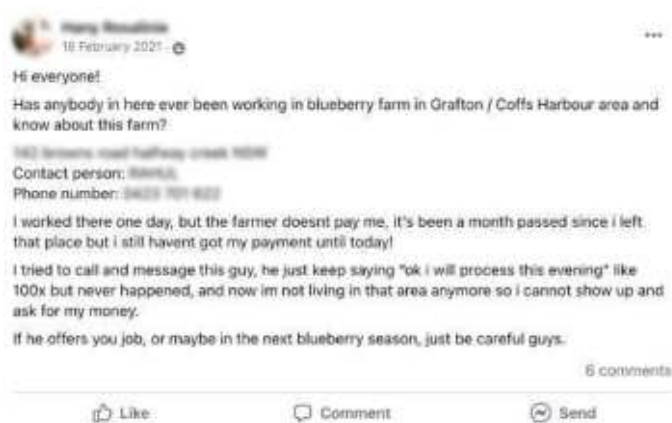 18 February 2021
Hi everyone!
Has anybody in here ever been working in blueberry farm in Grafton / Coffs Harbour area and
know about this farm?
Contact person:
Phone number:
I worked there one day, but the farmer doesnt pay me, it's been a month passed since i left
that place but i still havent got my payment until today!
I tried to call and message this guy, he just keep saying "ok i will process this evening" like
100x but never happened, and now im not living in that area anymore so i cannot show up and
ask for my money.
If he offers you job, or maybe in the next blueberry season, just be careful guys.
6 comments
Like Comment Send